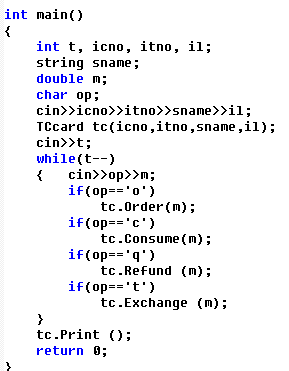 int main()
{
    int t, icno, itno, il;
    string sname;
    double m;
    char op;
    cin>>icno>>itno>>sname>>il;
    TCcard tc(icno,itno,sname,il);
    cin>>t;
    while(t--)
    {   cin>>op>>m;
        if(op=='o')
            tc.Order(m);
        if(op=='c')
            tc.Consume(m);
        if(op=='q')
            tc.Refund (m);
        if(op=='t')
            tc.Exchange (m);
    }
    tc.Print ();
    return 0;
}